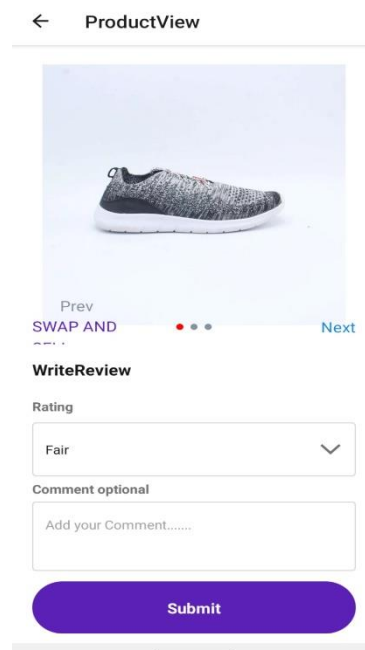 ProductView
Prev
SWAP AND
Next
WriteReview
Rating
Fair
Comment optional
Add your Comment.......
Submit